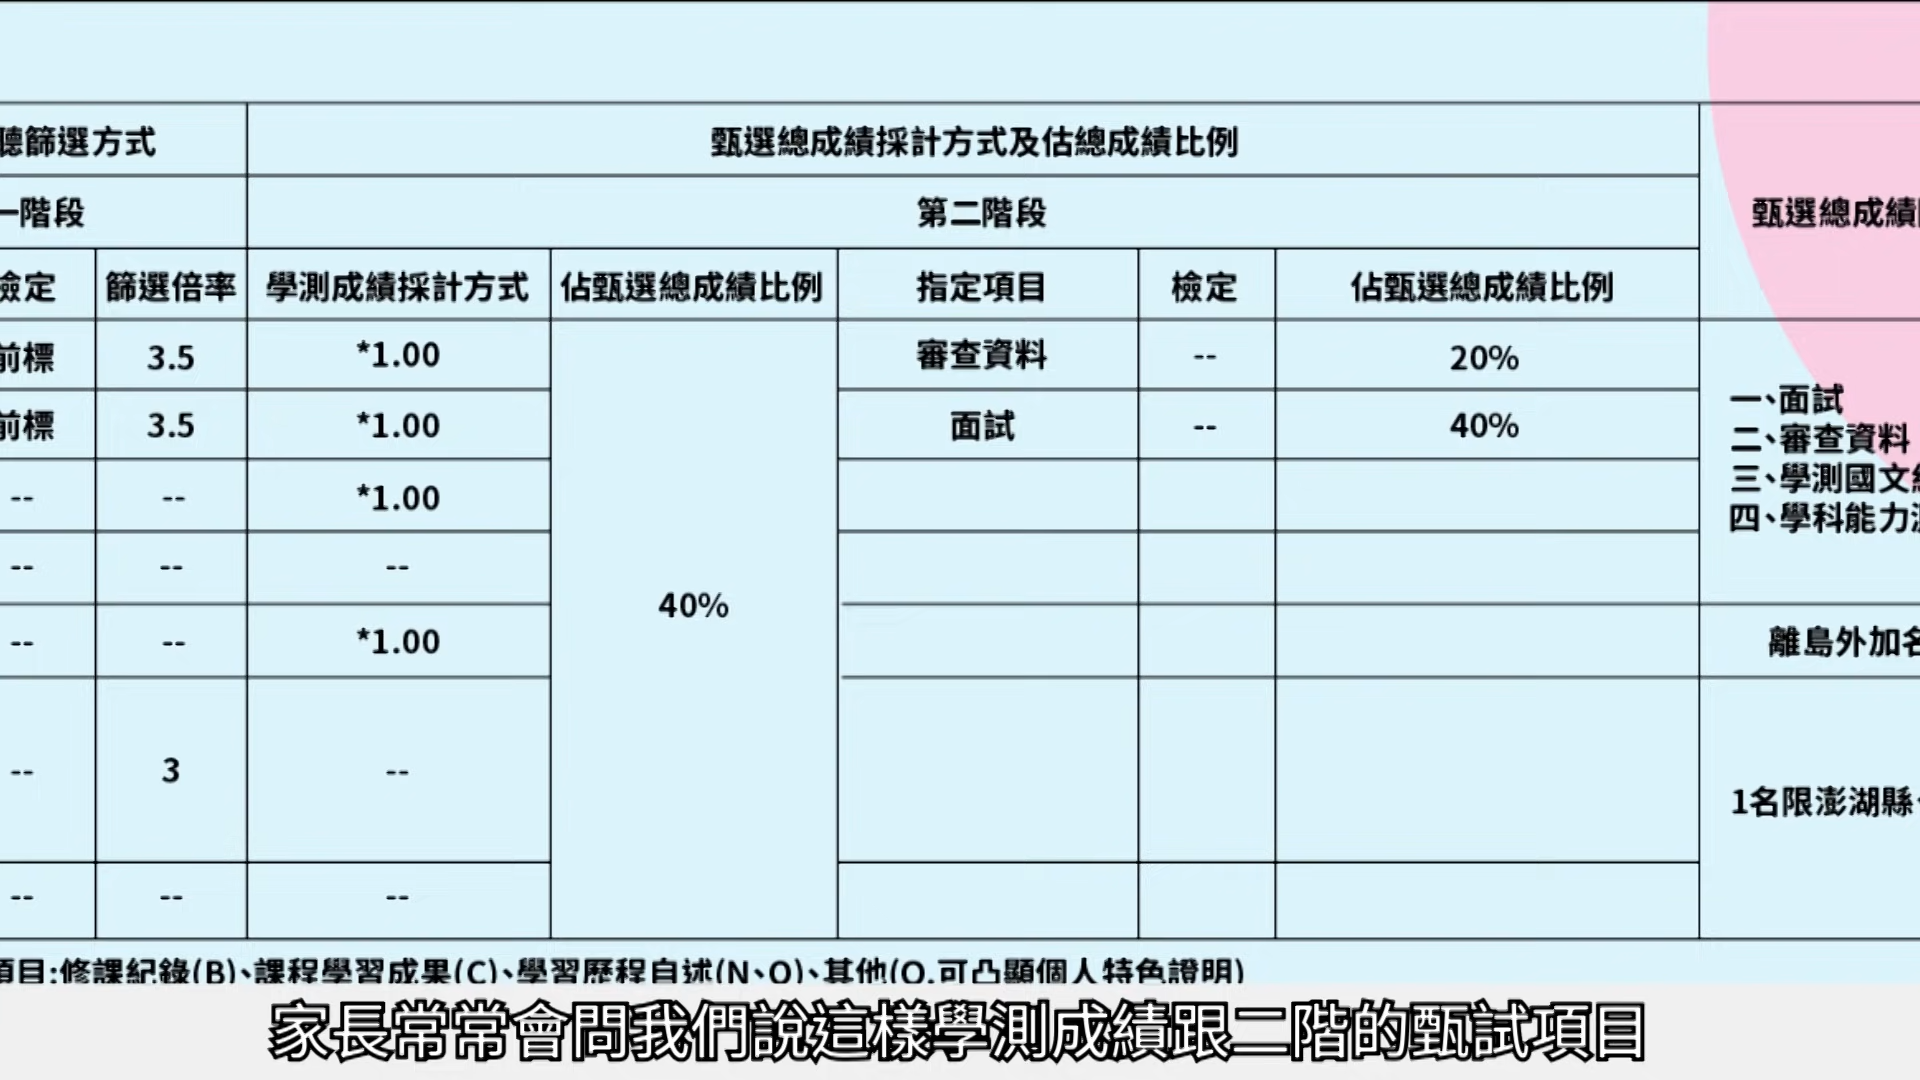 聽篩選方式 甄選總成績採計方式及佔總成績比例
一階段 第二階段 甄選總成績
檢定 篩選倍率 學測成績採計方式 佔甄選總成績比例 指定項目 檢定 佔甄選總成績比例
前標 3.5 *1.00 審查資料 -- 20%
前標 3.5 *1.00 面試 -- 40%
-- -- *1.00
-- -- --
-- -- *1.00
40%
-- 3 --
-- -- --
一、面試
二、審查資料
三、學測國文
四、學科能力
離島外加名
1名限澎湖縣、
項目:修課紀錄(B)、課程學習成果(C)、學習歷程自述(N、O)、其他(Q.可凸顯個人特色證明)
家長常常會問我們說這樣學測成績跟二階的甄試項目